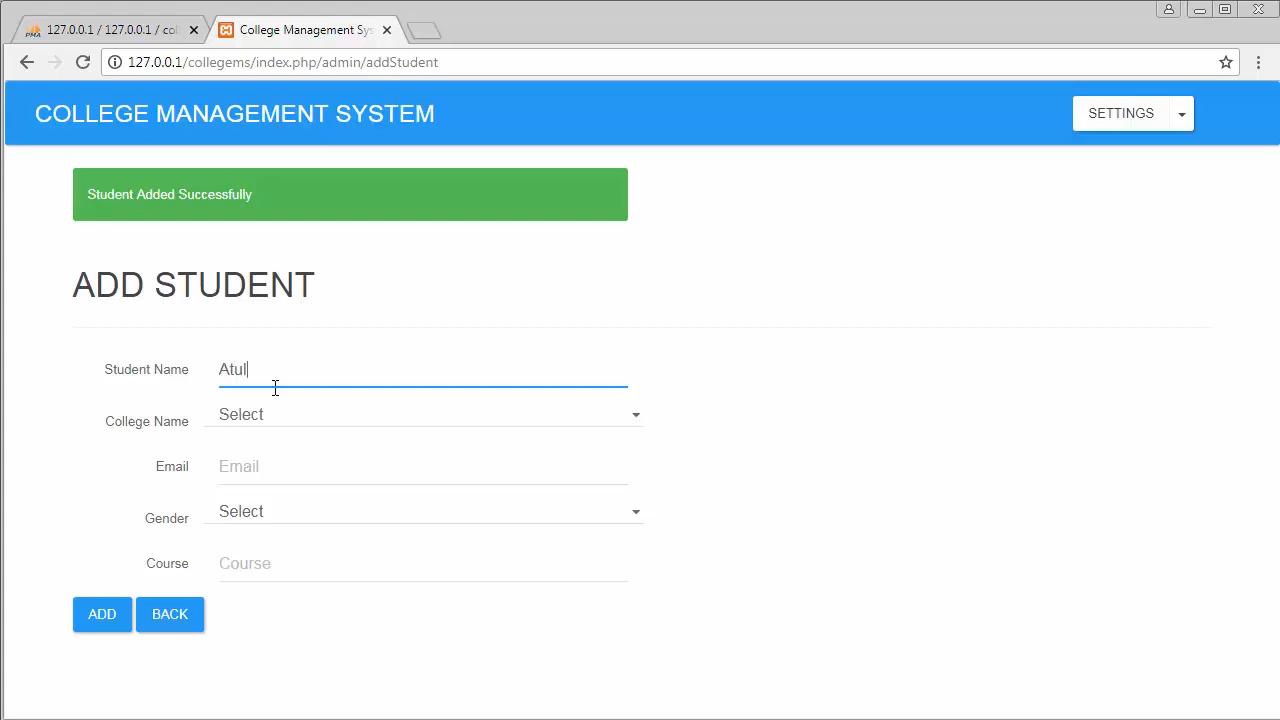 PMA 127.0.0.1 / 127.0.0.1 / col
College Management Sys
127.0.0.1/collegems/index.php/admin/addStudent
COLLEGE MANAGEMENT SYSTEM
SETTINGS
Student Added Successfully
ADD STUDENT
Student Name Atul
College Name Select
Email Email
Gender Select
Course Course
ADD BACK